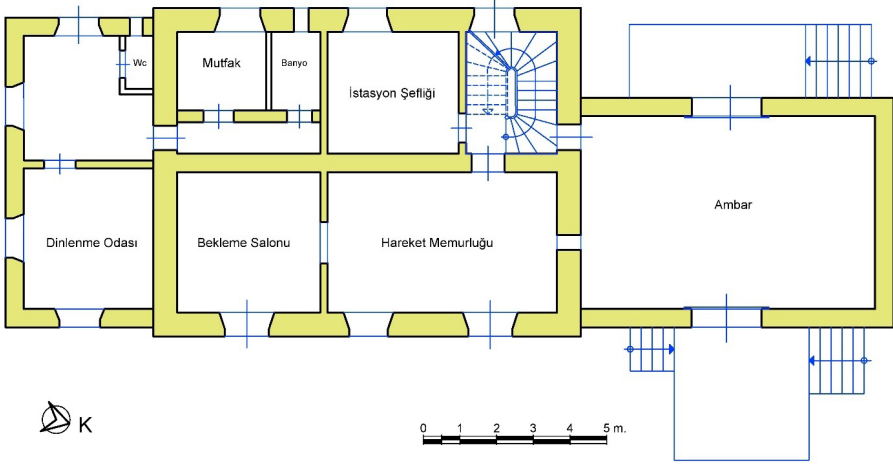 Wc
Mutfak
Banyo
İstasyon Şefliği
Ambar
Dinlenme Odası
Bekleme Salonu
Hareket Memurluğu
K
0 1 2 3 4 5 m.